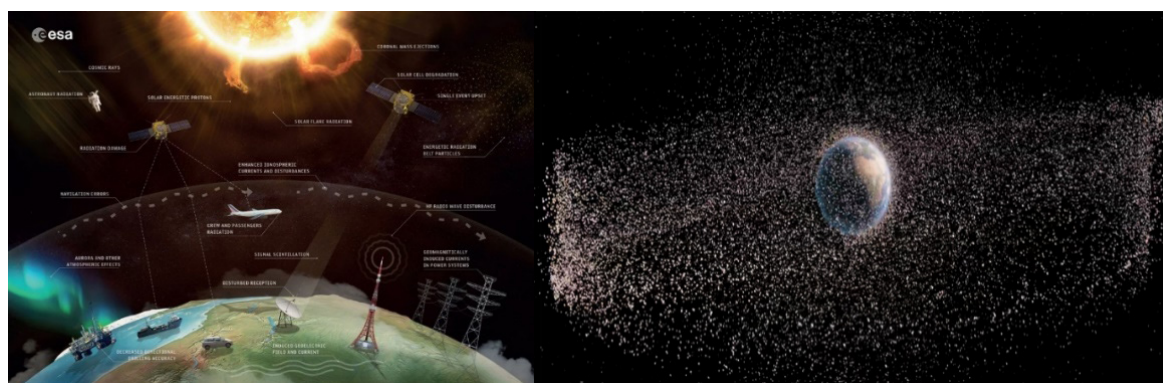 esa
CORONAL MASS EJECTIONS
COSMIC RAYS
SOLAR CELL DEGRADATION
ASTRONAUT RADIATION
SOLAR ENERGETIC PROTONS
SINGLE EVENT UPSET
SOLAR FLARE RADIATION
RADIATION DAMAGE
ENERGETIC RADIATION
BELT PARTICLES
ENHANCED IONOSPHERIC
CURRENTS AND DISTURBANCES
NAVIGATION ERRORS
HF RADIO WAVE DISTURBANCE
CREW AND PASSENGERS
RADIATION
SIGNAL SCINTILLATION
GEOMAGNETICALLY
INDUCED CURRENTS
IN POWER SYSTEMS
AURORA AND OTHER
ATMOSPHERIC EFFECTS
DISTURBED RECEPTION
INDUCED GEOELECTRIC
FIELD AND CURRENT